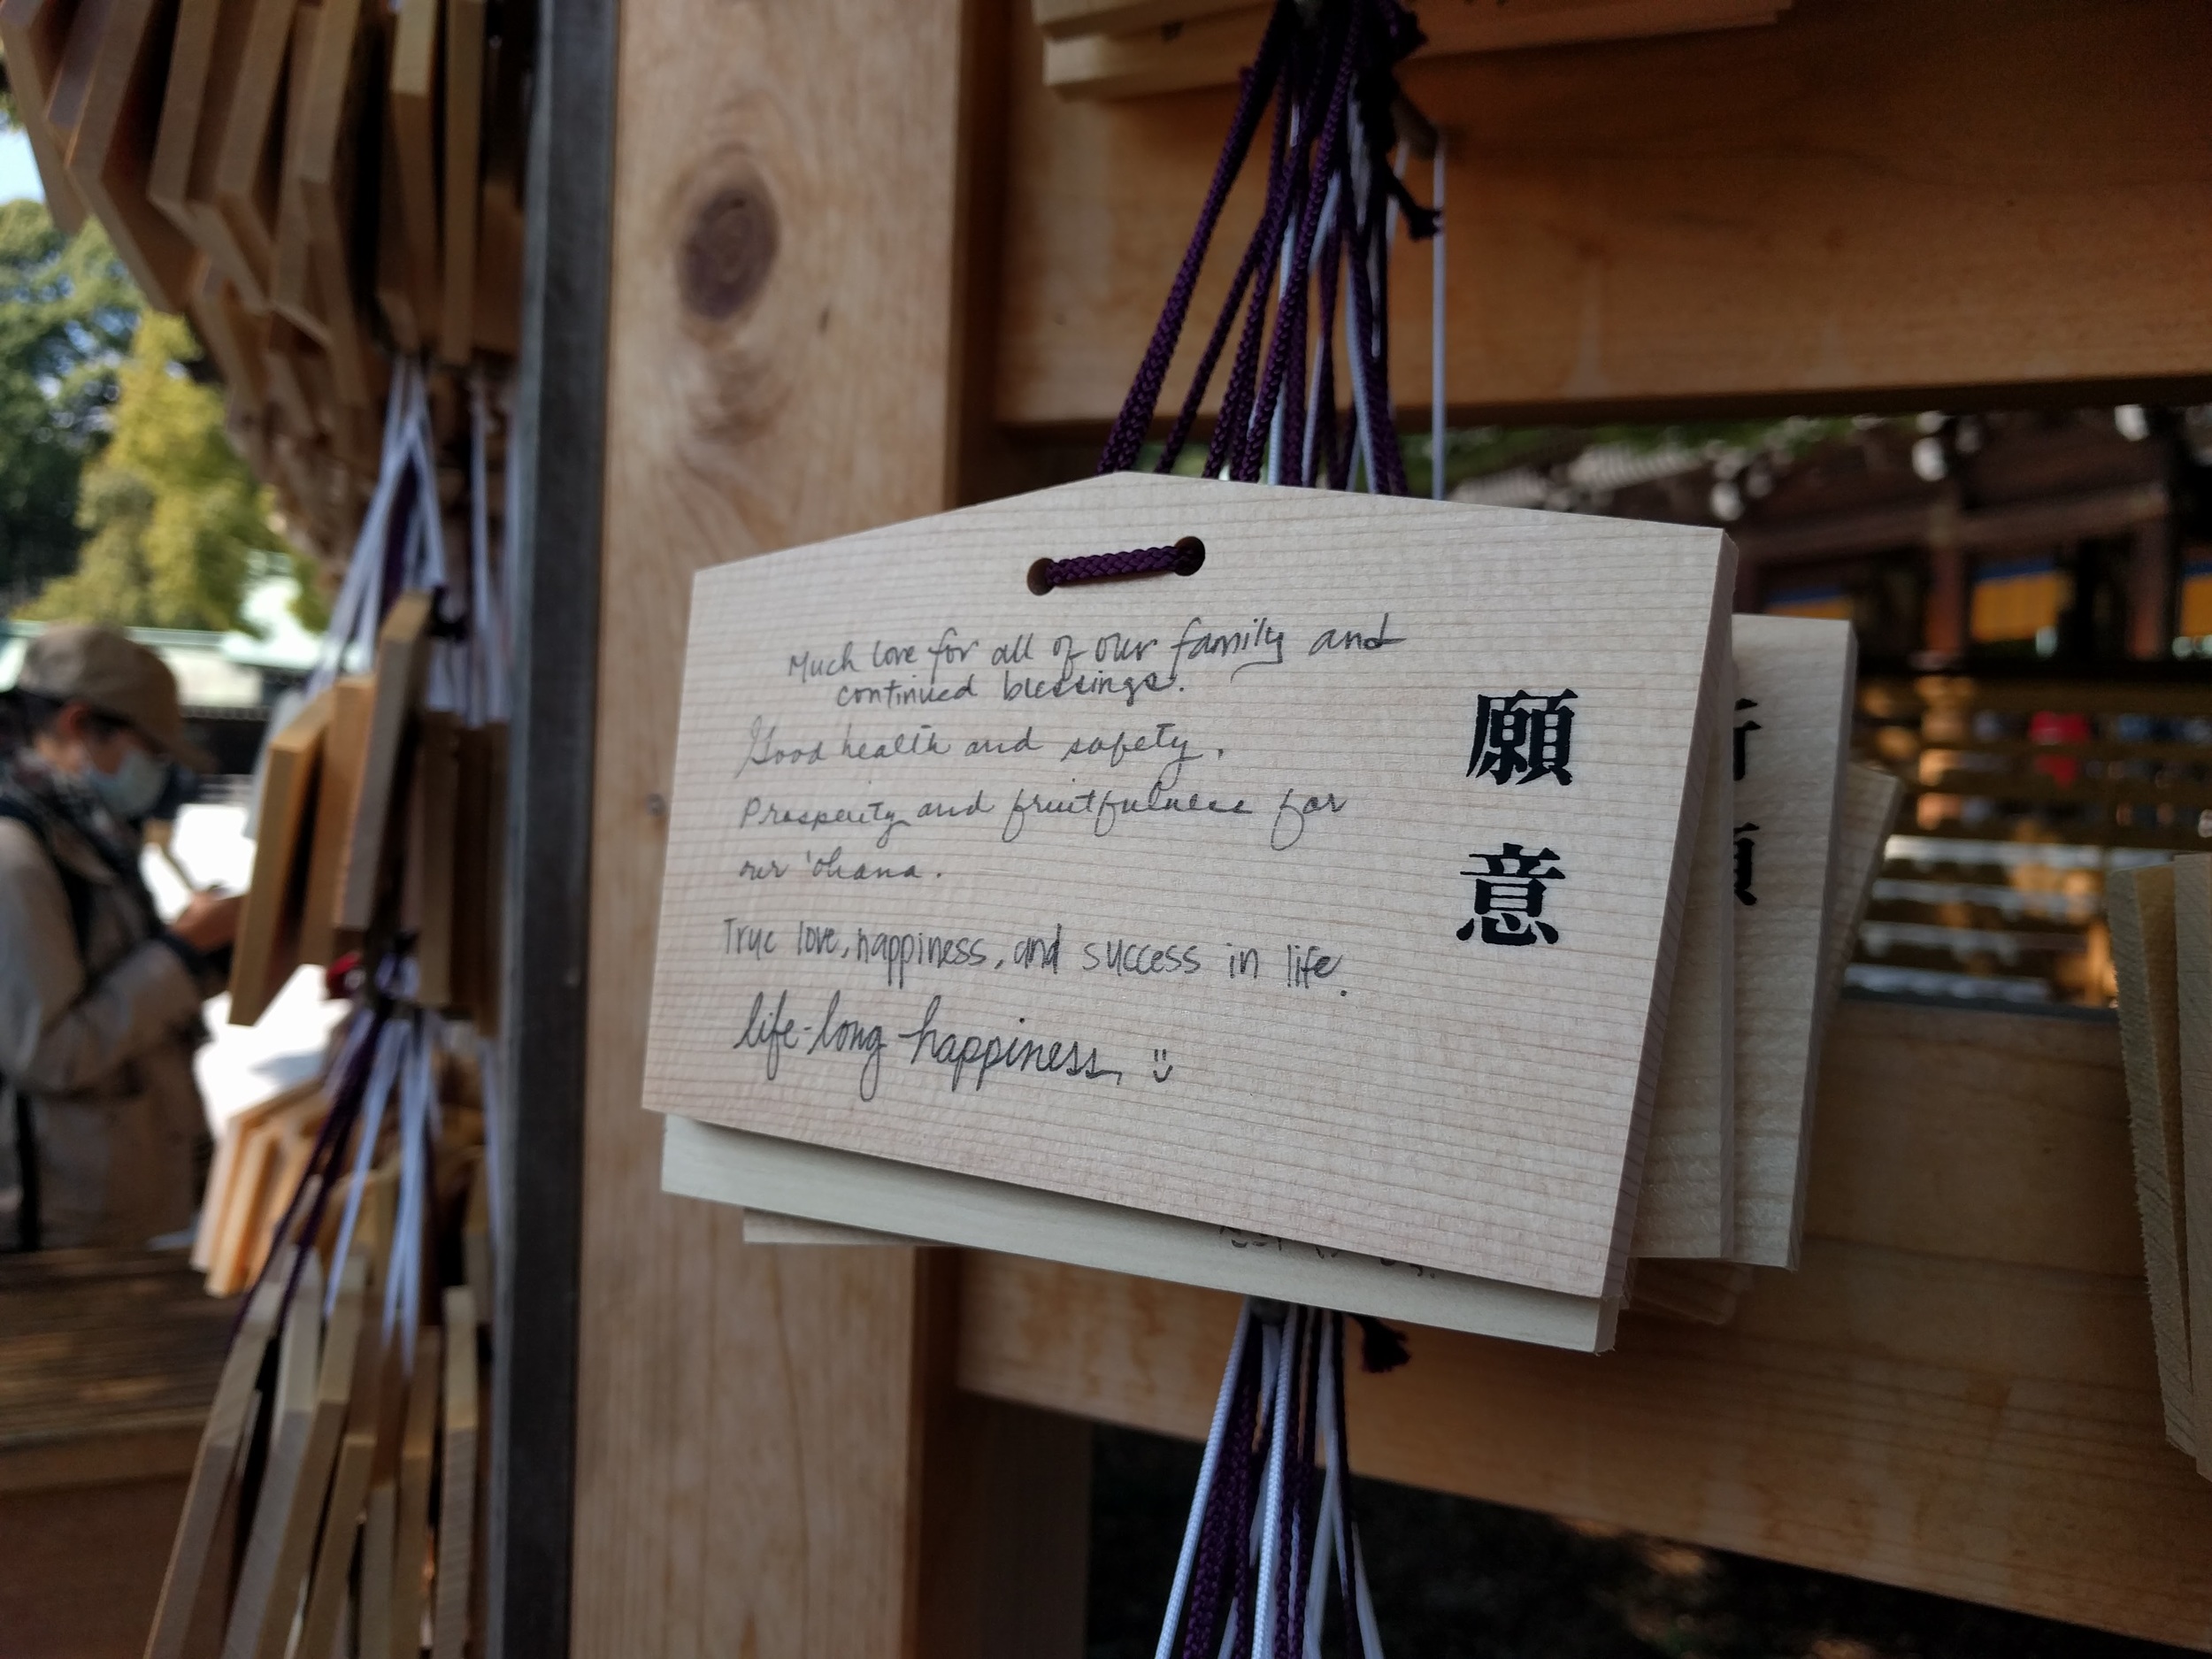 Much love for all of our family and
continued blessings.
Good health and safety.
Prosperity and fruitfulness for
our 'ohana.
True love, happiness, and success in life.
life-long happiness, :)
願
意